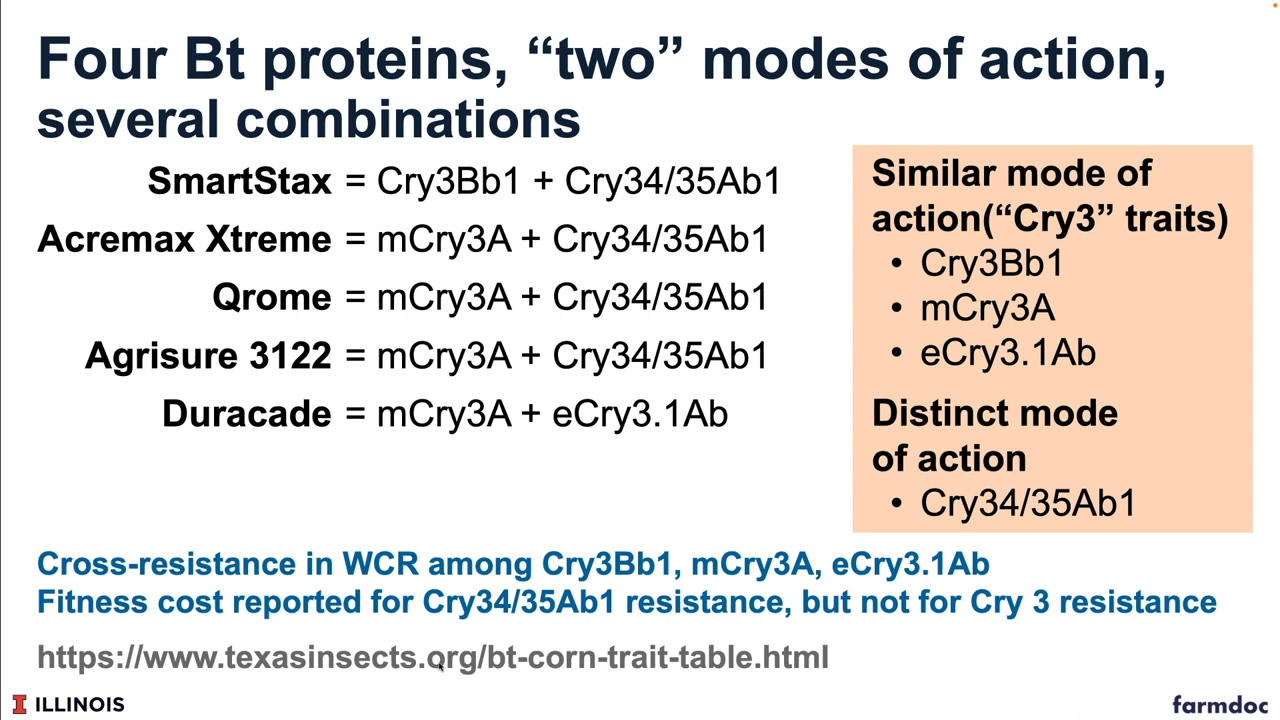 Four Bt proteins, “two” modes of action,
several combinations
SmartStax = Cry3Bb1 + Cry34/35Ab1
Acremax Xtreme = mCry3A + Cry34/35Ab1
Qrome = mCry3A + Cry34/35Ab1
Agrisure 3122 = mCry3A + Cry34/35Ab1
Duracade = mCry3A + eCry3.1Ab
Similar mode of
action(“Cry3” traits)
• Cry3Bb1
• mCry3A
• eCry3.1Ab
Distinct mode
of action
• Cry34/35Ab1
Cross-resistance in WCR among Cry3Bb1, mCry3A, eCry3.1Ab
Fitness cost reported for Cry34/35Ab1 resistance, but not for Cry 3 resistance
https://www.texasinsects.org/bt-corn-trait-table.html
I ILLINOIS
farmdoc